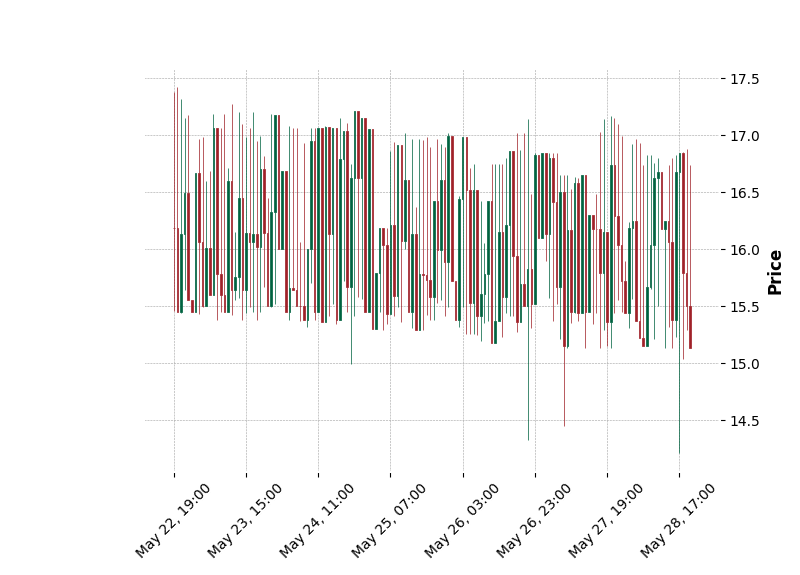 17.5
17.0
16.5
16.0
15.5
15.0
14.5
Price
May 22, 19:00
May 23, 15:00
May 24, 11:00
May 25, 07:00
May 26, 03:00
May 26, 23:00
May 27, 19:00
May 28, 17:00